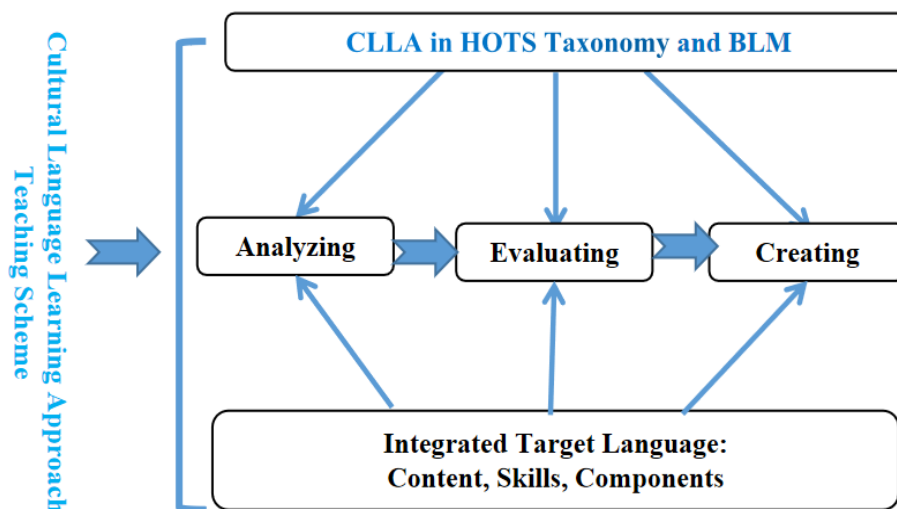 Cultural Language Learning Approach
Teaching Scheme
CLLA in HOTS Taxonomy and BLM
Analyzing
Evaluating
Creating
Integrated Target Language:
Content, Skills, Components